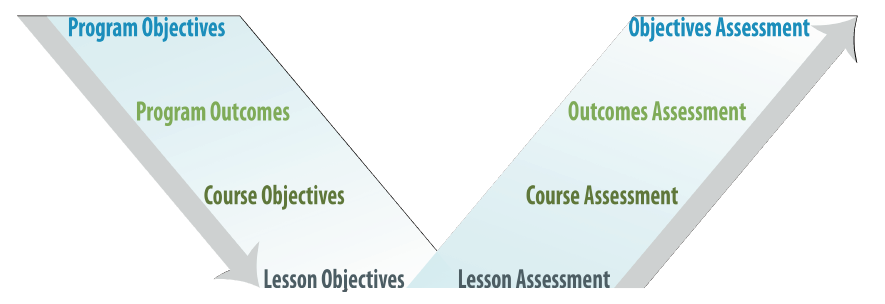 Program Objectives
Objectives Assessment
Program Outcomes
Outcomes Assessment
Course Objectives
Course Assessment
Lesson Objectives
Lesson Assessment